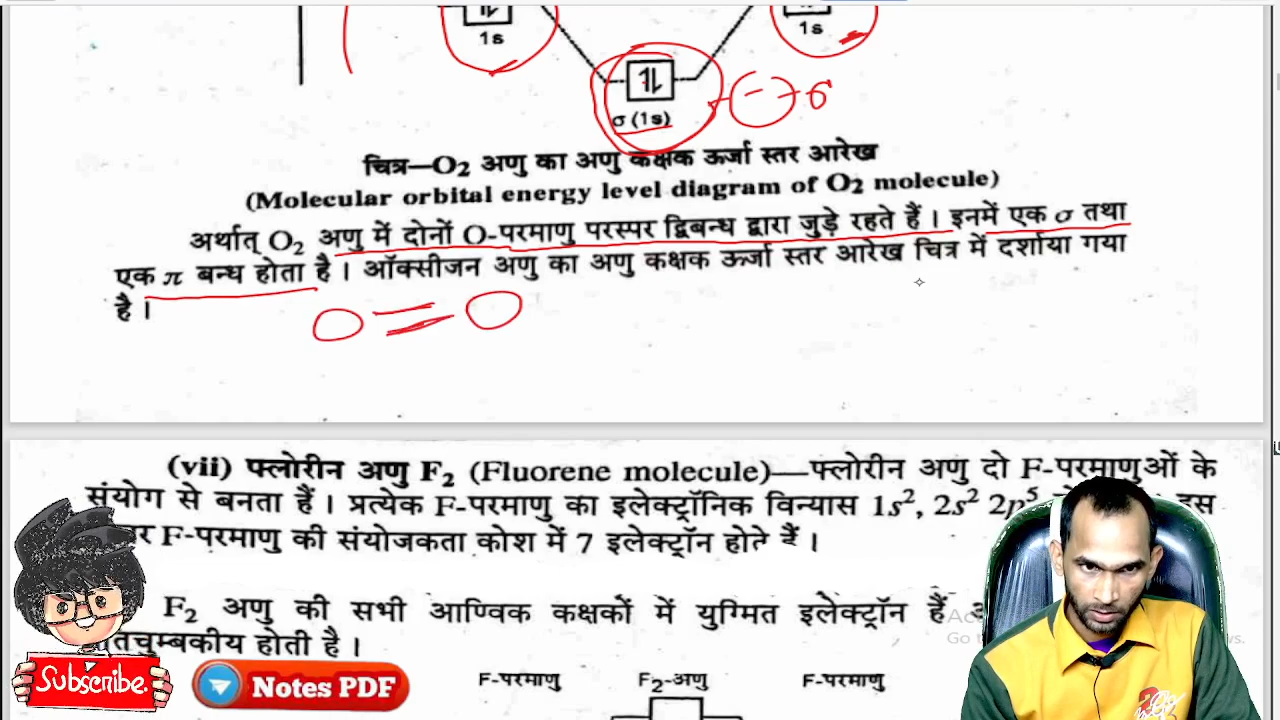 1s
1s
σ (1s)
σ
चित्र—O₂ अणु का अणु कक्षक ऊर्जा स्तर आरेख
(Molecular orbital energy level diagram of O₂ molecule)
अर्थात् O₂ अणु में दोनों O-परमाणु परस्पर द्विबन्ध द्वारा जुड़े रहते हैं । इनमें एक σ तथा
एक π बन्ध होता है । ऑक्सीजन अणु का अणु कक्षक ऊर्जा स्तर आरेख चित्र में दर्शाया गया
है ।
O = O
(vii) फ्लोरीन अणु F₂ (Fluorene molecule)—फ्लोरीन अणु दो F-परमाणुओं के
संयोग से बनता हैं । प्रत्येक F-परमाणु का इलेक्ट्रॉनिक विन्यास 1s², 2s² 2p⁵ इस
F-परमाणु की संयोजकता कोश में 7 इलेक्ट्रॉन होते हैं ।
F₂ अणु की सभी आण्विक कक्षकों में युग्मित इलेक्ट्रॉन हैं
होती है ।
Subscribe.
Notes PDF
F-परमाणु F₂-अणु F-परमाणु